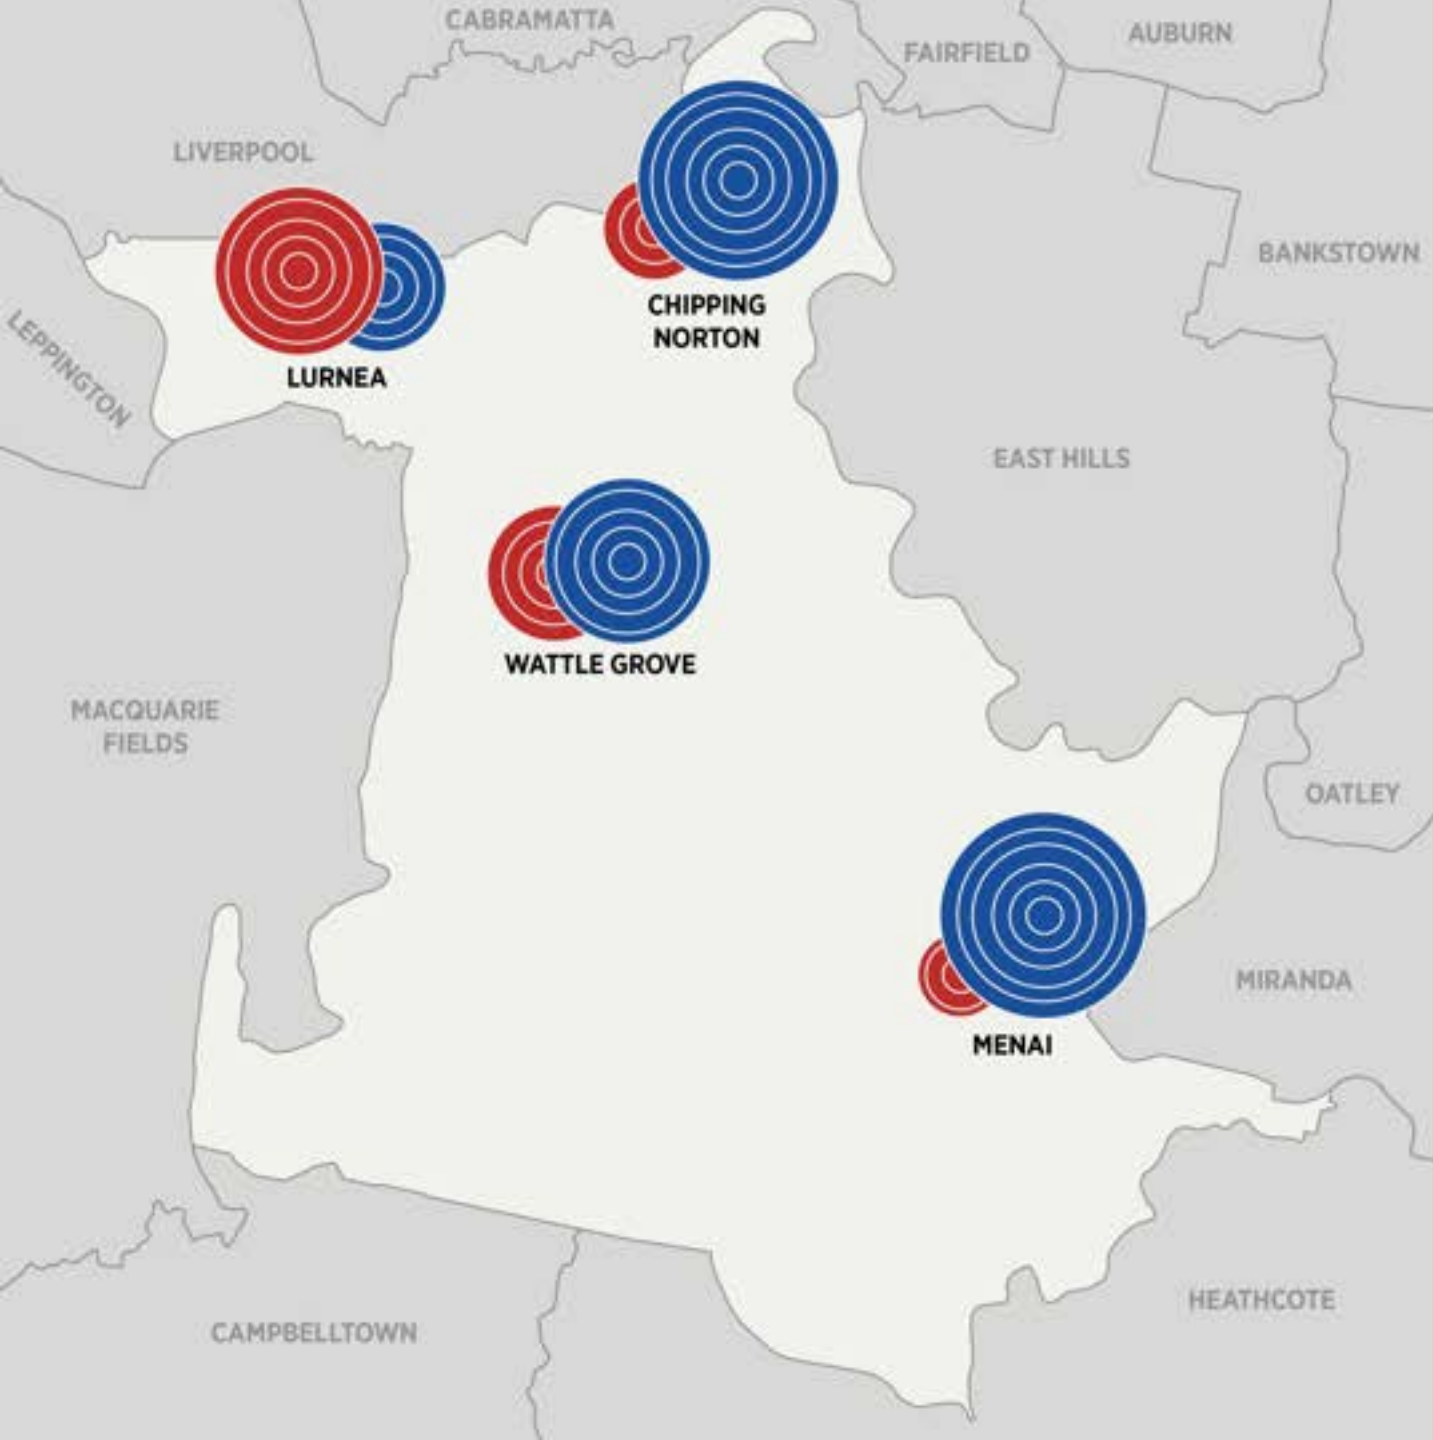 CABRAMATTA
AUBURN
FAIRFIELD
LIVERPOOL
BANKSTOWN
CHIPPING
NORTON
LEPPINGTON
LURNEA
EAST HILLS
WATTLE GROVE
MACQUARIE
FIELDS
OATLEY
MIRANDA
MENAI
HEATHCOTE
CAMPBELLTOWN